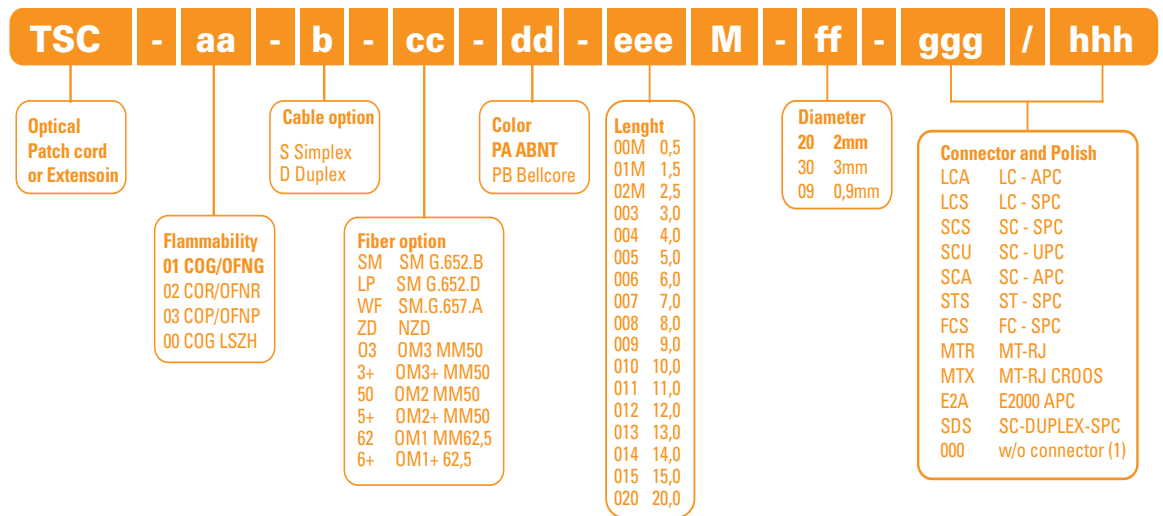 TSC - aa - b - cc - dd - eee M - ff - ggg / hhh
Optical
Patch cord
or Extensoin
Flammability
01 COG/OFNG
02 COR/OFNR
03 COP/OFNP
00 COG LSZH
Cable option
S Simplex
D Duplex
Fiber option
SM SM G.652.B
LP SM G.652.D
WF SM.G.657.A
ZD NZD
O3 OM3 MM50
3+ OM3+ MM50
50 OM2 MM50
5+ OM2+ MM50
62 OM1 MM62,5
6+ OM1+ 62,5
Color
PA ABNT
PB Bellcore
Lenght
00M 0,5
01M 1,5
02M 2,5
003 3,0
004 4,0
005 5,0
006 6,0
007 7,0
008 8,0
009 9,0
010 10,0
011 11,0
012 12,0
013 13,0
014 14,0
015 15,0
020 20,0
Diameter
20 2mm
30 3mm
09 0,9mm
Connector and Polish
LCA LC - APC
LCS LC - SPC
SCS SC - SPC
SCU SC - UPC
SCA SC - APC
STS ST - SPC
FCS FC - SPC
MTR MT-RJ
MTX MT-RJ CROOS
E2A E2000 APC
SDS SC-DUPLEX-SPC
000 w/o connector (1)